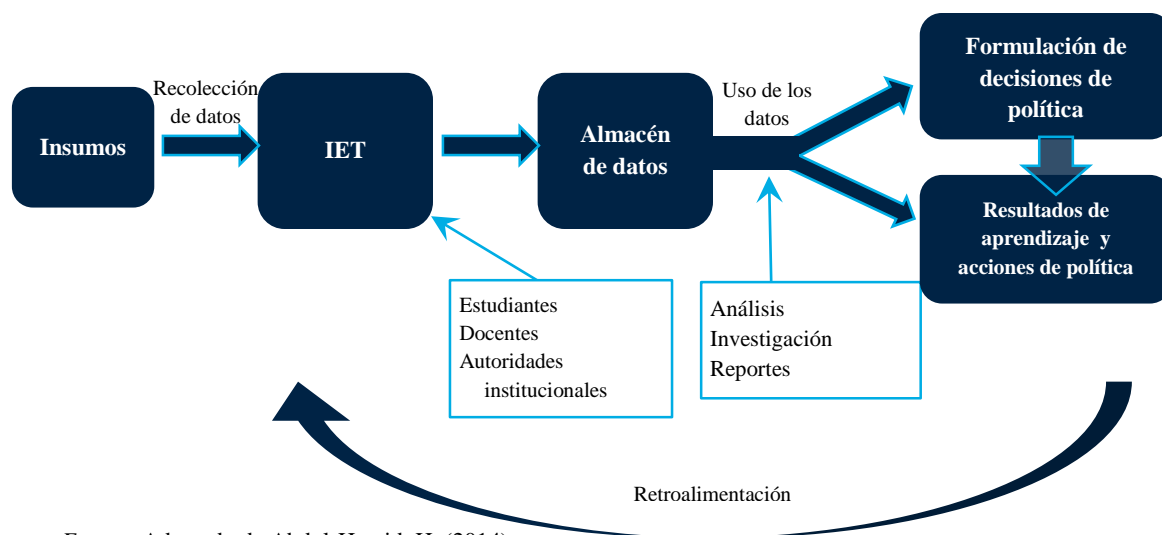 Insumos
Recolección
de datos
IET
Almacén
de datos
Uso de los
datos
Formulación de
decisiones de
política
Resultados de
aprendizaje y
acciones de política
Estudiantes
Docentes
Autoridades
institucionales
Análisis
Investigación
Reportes
Retroalimentación